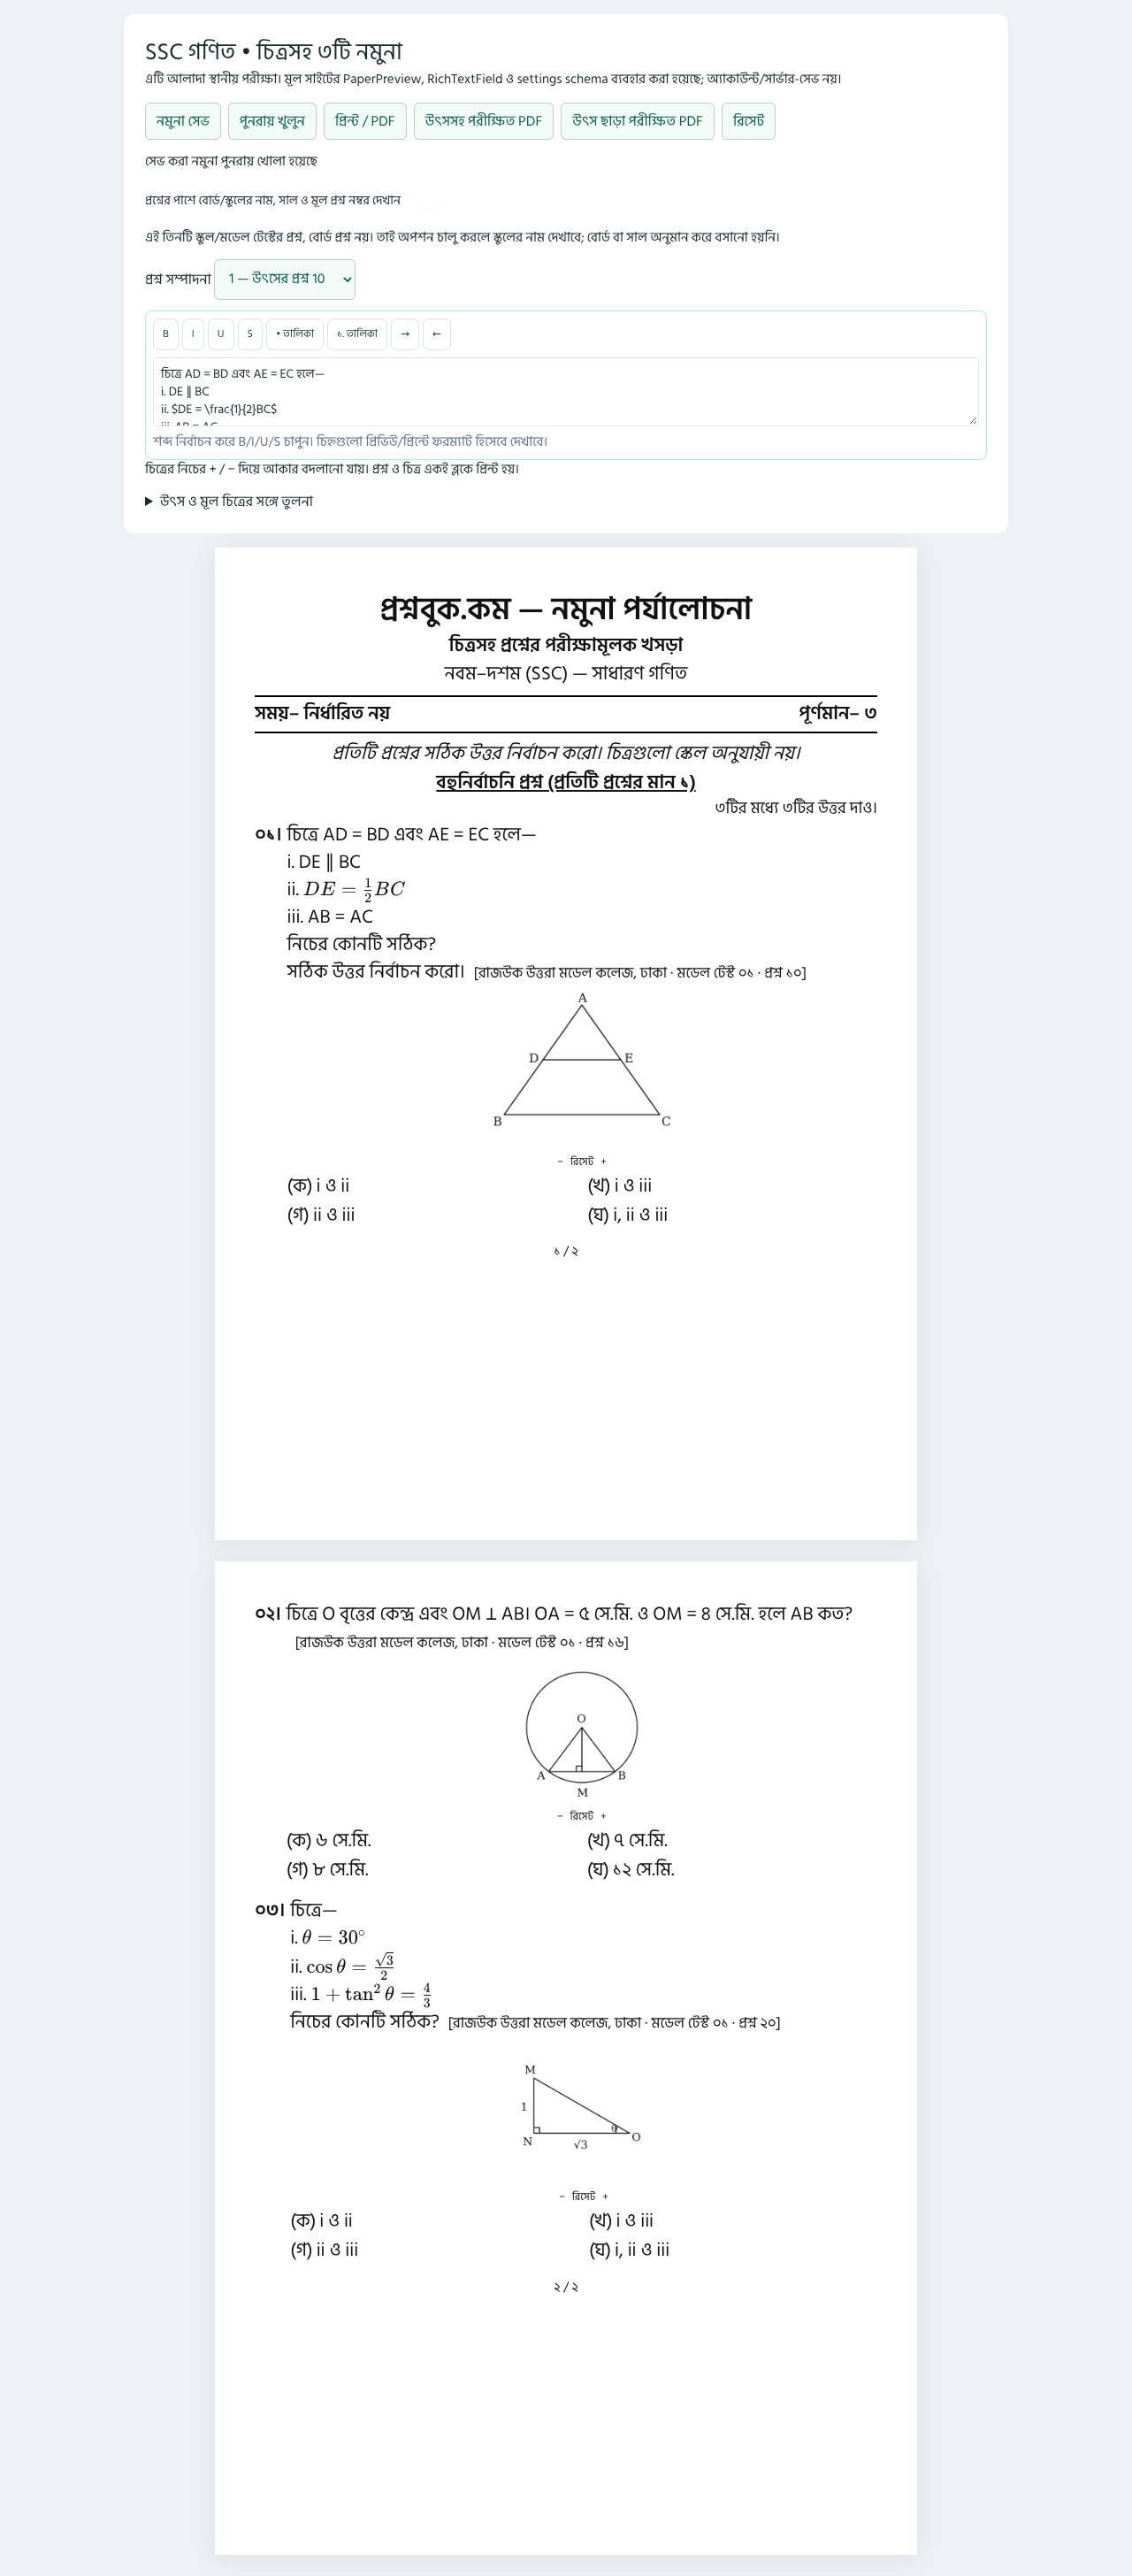 SSC গণিত • চিত্রসহ ৩টি নমুনা
এটি আলাদা স্থানীয় পরীক্ষা। মূল সাইটের PaperPreview, RichTextField ও settings schema ব্যবহার করা হয়েছে; অ্যাকাউন্ট/সার্ভার-সেভ নয়।
নমুনা সেভ পুনরায় খুলুন প্রিন্ট / PDF উৎসসহ পরীক্ষিত PDF উৎস ছাড়া পরীক্ষিত PDF রিসেট
সেভ করা নমুনা পুনরায় খোলা হয়েছে
প্রশ্নের পাশে বোর্ড/স্কুলের নাম, সাল ও মূল প্রশ্ন নম্বর দেখান
এই তিনটি স্কুল/মডেল টেস্টের প্রশ্ন, বোর্ড প্রশ্ন নয়। তাই অপশন চালু করলে স্কুলের নাম দেখাবে; বোর্ড বা সাল অনুমান করে বসানো হয়নি।
প্রশ্ন সম্পাদনা 1 — উৎসের প্রশ্ন 10
B I U S • তালিকা ১. তালিকা → ←
চিত্রে AD = BD এবং AE = EC হলে—
i. DE ∥ BC
ii. $DE = \frac{1}{2}BC$
iii. AB = AC
শব্দ নির্বাচন করে B/I/U/S চাপুন। চিহ্নগুলো প্রিভিউ/প্রিন্টে ফরম্যাট হিসেবে দেখাবে।
চিত্রের নিচের + / − দিয়ে আকার বদলানো যায়। প্রশ্ন ও চিত্র একই ব্লকে প্রিন্ট হয়।
▶ উৎস ও মূল চিত্রের সঙ্গে তুলনা
প্রশ্নবুক.কম — নমুনা পর্যালোচনা
চিত্রসহ প্রশ্নের পরীক্ষামূলক খসড়া
নবম–দশম (SSC) — সাধারণ গণিত
সময়– নির্ধারিত নয় পূর্ণমান– ৩
প্রতিটি প্রশ্নের সঠিক উত্তর নির্বাচন করো। চিত্রগুলো স্কেল অনুযায়ী নয়।
বহুনির্বাচনি প্রশ্ন (প্রতিটি প্রশ্নের মান ১)
৩টির মধ্যে ৩টির উত্তর দাও।
০১। চিত্রে AD = BD এবং AE = EC হলে—
i. DE ∥ BC
ii. DE = 1/2 BC
iii. AB = AC
নিচের কোনটি সঠিক?
সঠিক উত্তর নির্বাচন করো। [রাজউক উত্তরা মডেল কলেজ, ঢাকা · মডেল টেস্ট ০১ · প্রশ্ন ১০]
A
D E
B C
− রিসেট +
(ক) i ও ii (খ) i ও iii
(গ) ii ও iii (ঘ) i, ii ও iii
১ / ২
০২। চিত্রে O বৃত্তের কেন্দ্র এবং OM ⊥ AB। OA = ৫ সে.মি. ও OM = ৪ সে.মি. হলে AB কত?
[রাজউক উত্তরা মডেল কলেজ, ঢাকা · মডেল টেস্ট ০১ · প্রশ্ন ১৬]
O
A B
M
− রিসেট +
(ক) ৬ সে.মি. (খ) ৭ সে.মি.
(গ) ৮ সে.মি. (ঘ) ১২ সে.মি.
০৩। চিত্রে—
i. θ = 30°
ii. cos θ = √3/2
iii. 1 + tan² θ = 4/3
নিচের কোনটি সঠিক? [রাজউক উত্তরা মডেল কলেজ, ঢাকা · মডেল টেস্ট ০১ · প্রশ্ন ২০]
M
1
θ
N O
√3
− রিসেট +
(ক) i ও ii (খ) i ও iii
(গ) ii ও iii (ঘ) i, ii ও iii
২ / ২